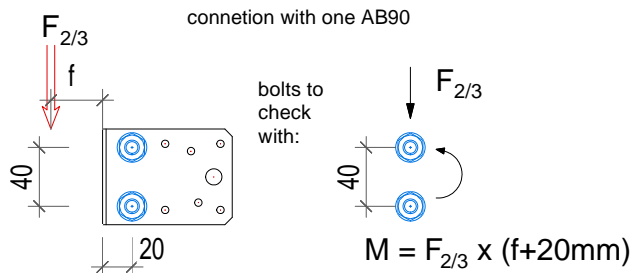 connetion with one AB90
F2/3
f
40
20
bolts to
check
with:
F2/3
40
M = F2/3 x (f+20mm)